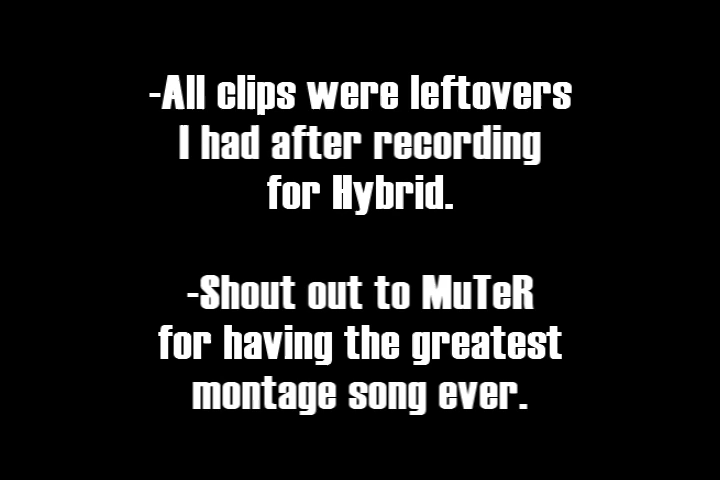 -All clips were leftovers
I had after recording
for Hybrid.
-Shout out to MuTeR
for having the greatest
montage song ever.